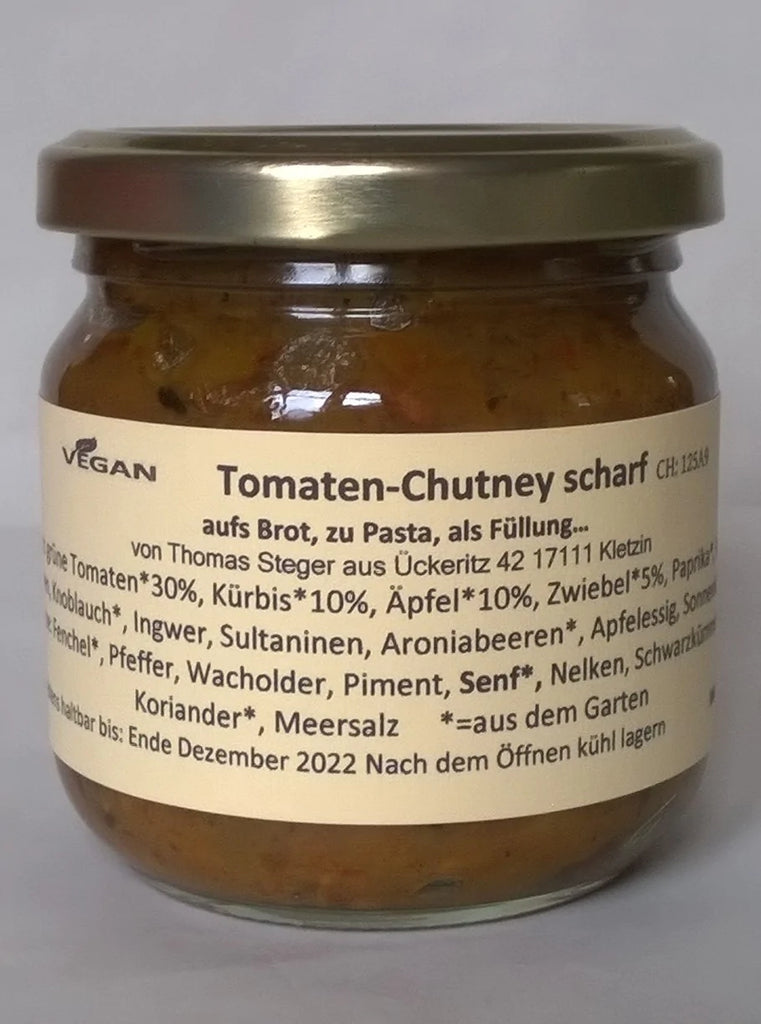 VEGAN
Tomaten-Chutney scharf CH: 125A9
aufs Brot, zu Pasta, als Füllung...
von Thomas Steger aus Ückeritz 42 17111 Kletzin
grüne Tomaten*30%, Kürbis*10%, Äpfel*10%, Zwiebel*5%, Paprika*,
Knoblauch*, Ingwer, Sultaninen, Aroniabeeren*, Apfelessig,
Fenchel*, Pfeffer, Wacholder, Piment, Senf*, Nelken,
Koriander*, Meersalz *=aus dem Garten
haltbar bis: Ende Dezember 2022 Nach dem Öffnen kühl lagern